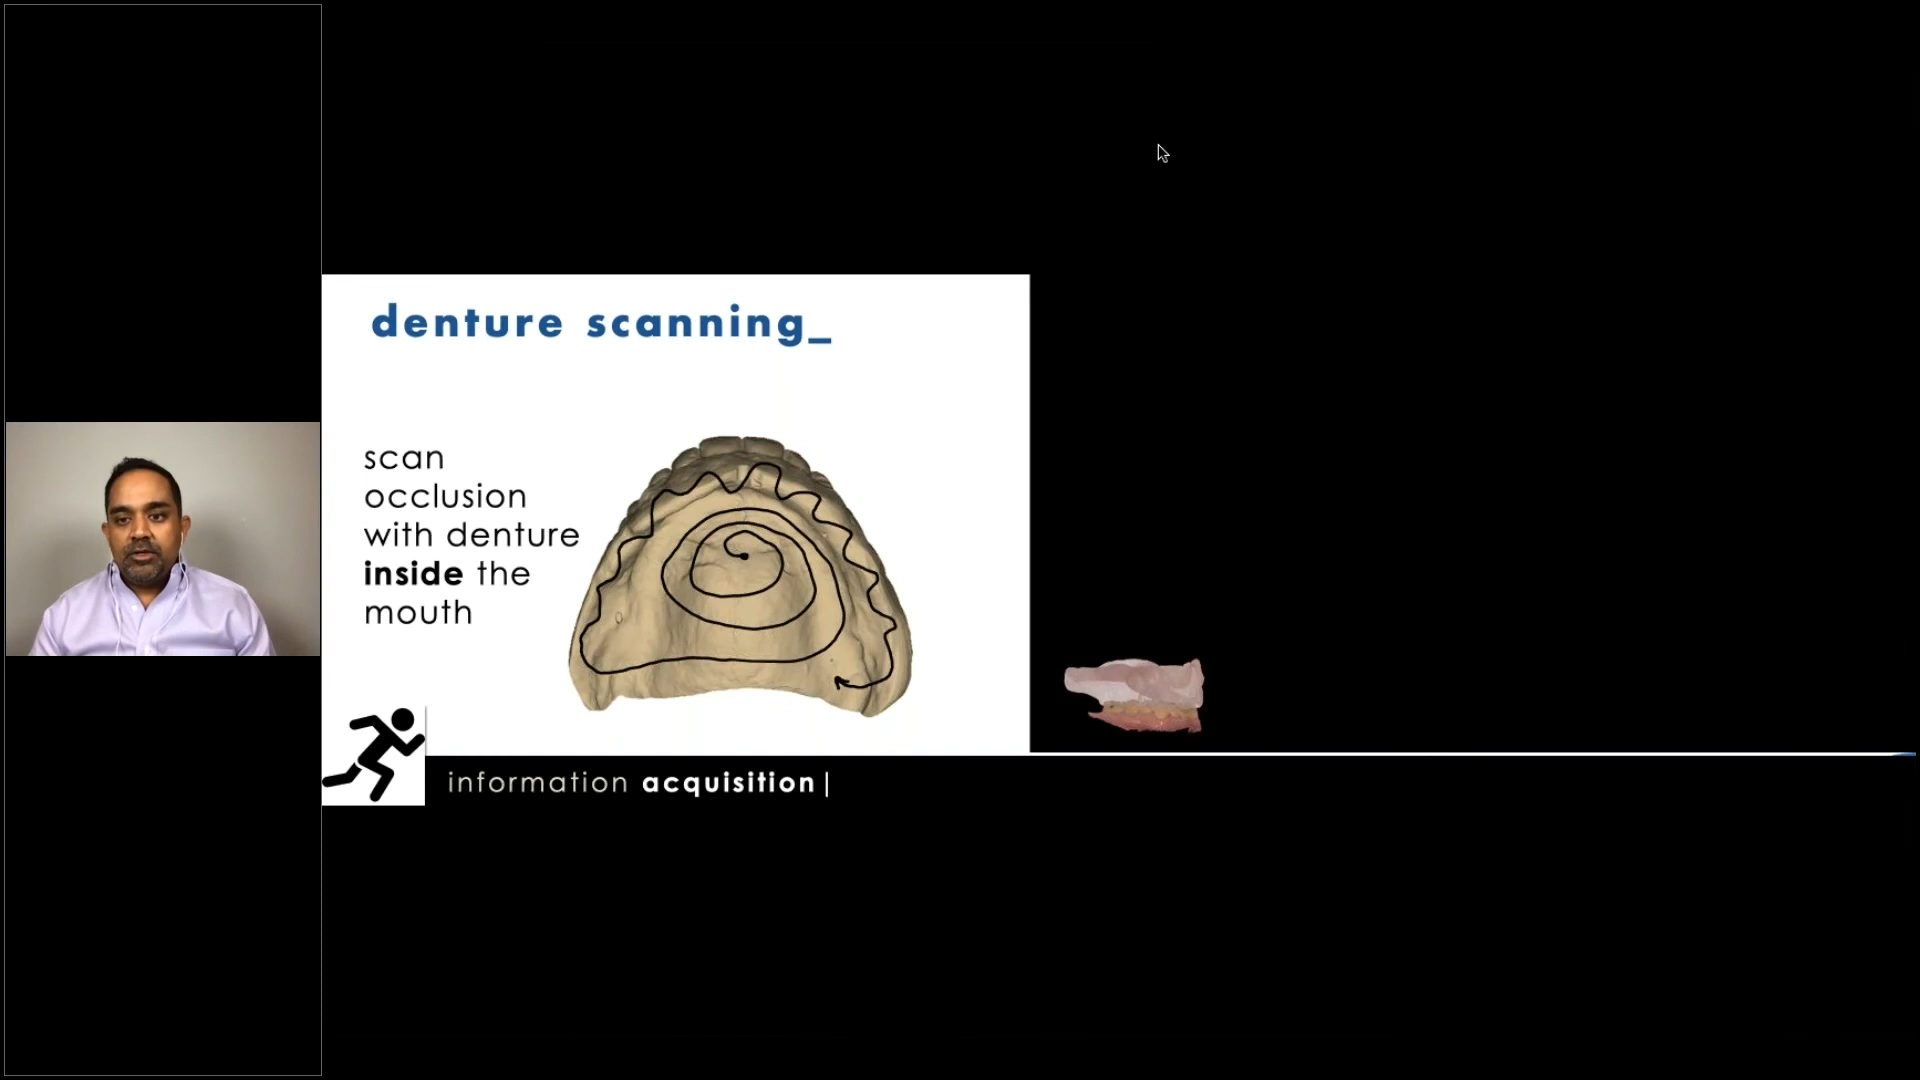 denture scanning_
scan
occlusion
with denture
inside the
mouth
information acquisition|